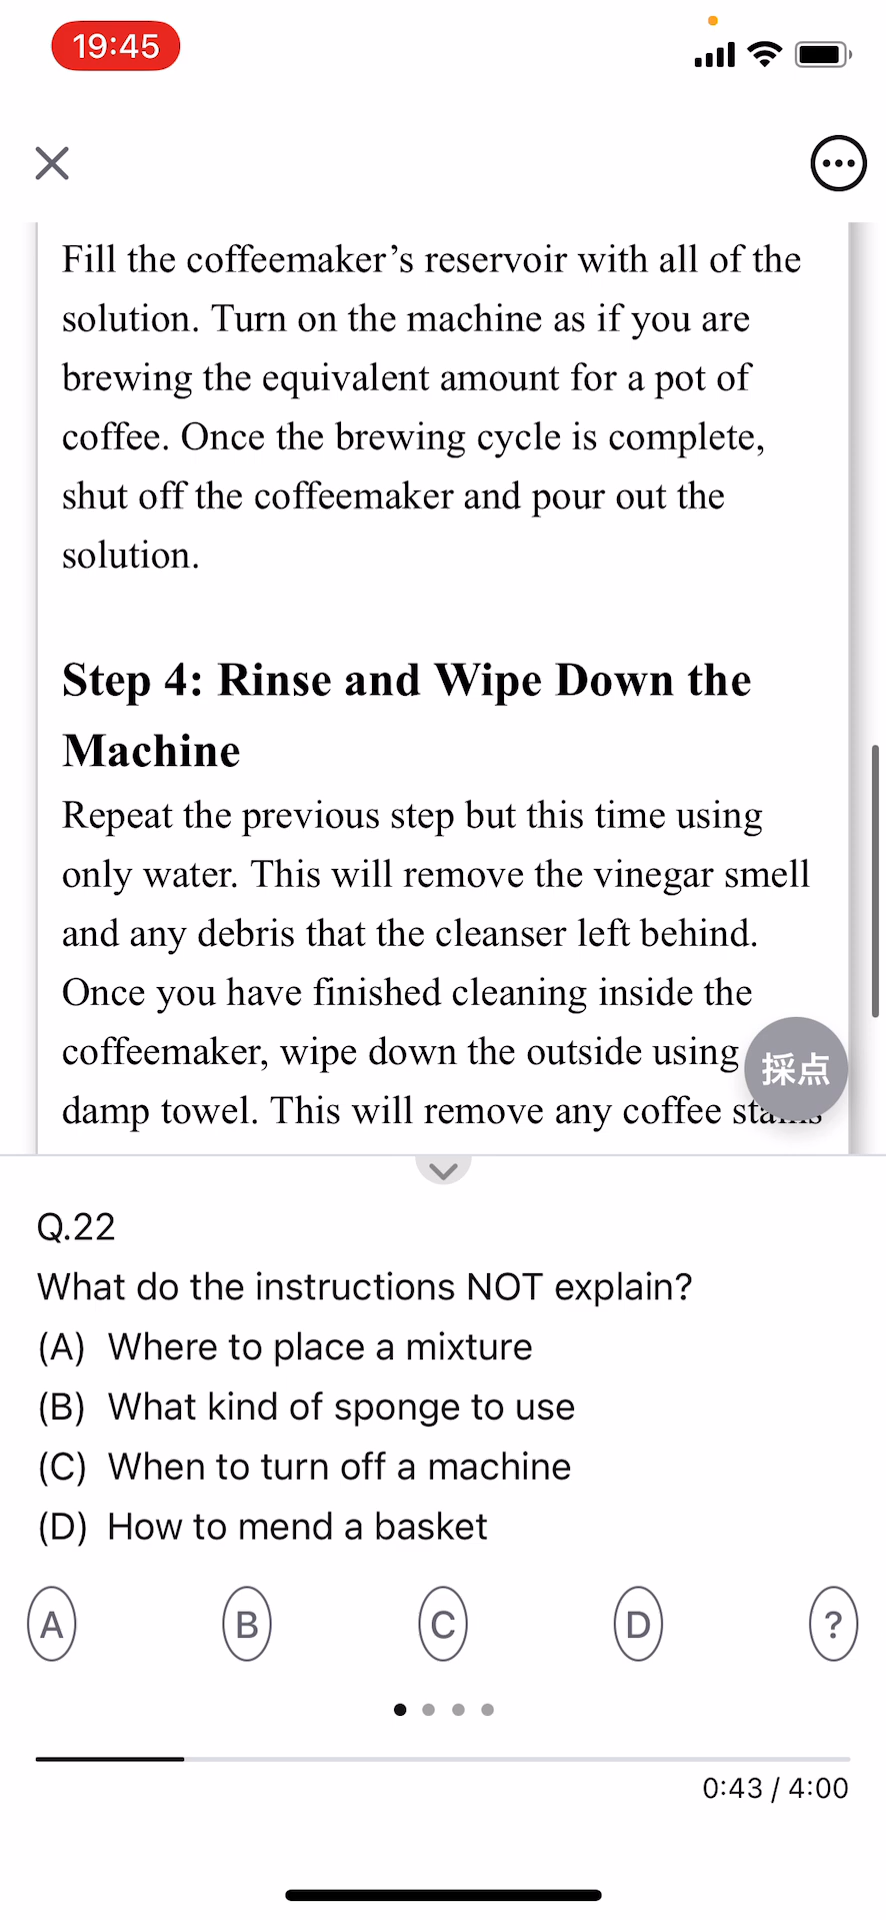 19:45
Fill the coffeemaker’s reservoir with all of the
solution. Turn on the machine as if you are
brewing the equivalent amount for a pot of
coffee. Once the brewing cycle is complete,
shut off the coffeemaker and pour out the
solution.
Step 4: Rinse and Wipe Down the
Machine
Repeat the previous step but this time using
only water. This will remove the vinegar smell
and any debris that the cleanser left behind.
Once you have finished cleaning inside the
coffeemaker, wipe down the outside using
採点
damp towel. This will remove any coffee
Q.22
What do the instructions NOT explain?
(A) Where to place a mixture
(B) What kind of sponge to use
(C) When to turn off a machine
(D) How to mend a basket
A B C D ?
0:43 / 4:00